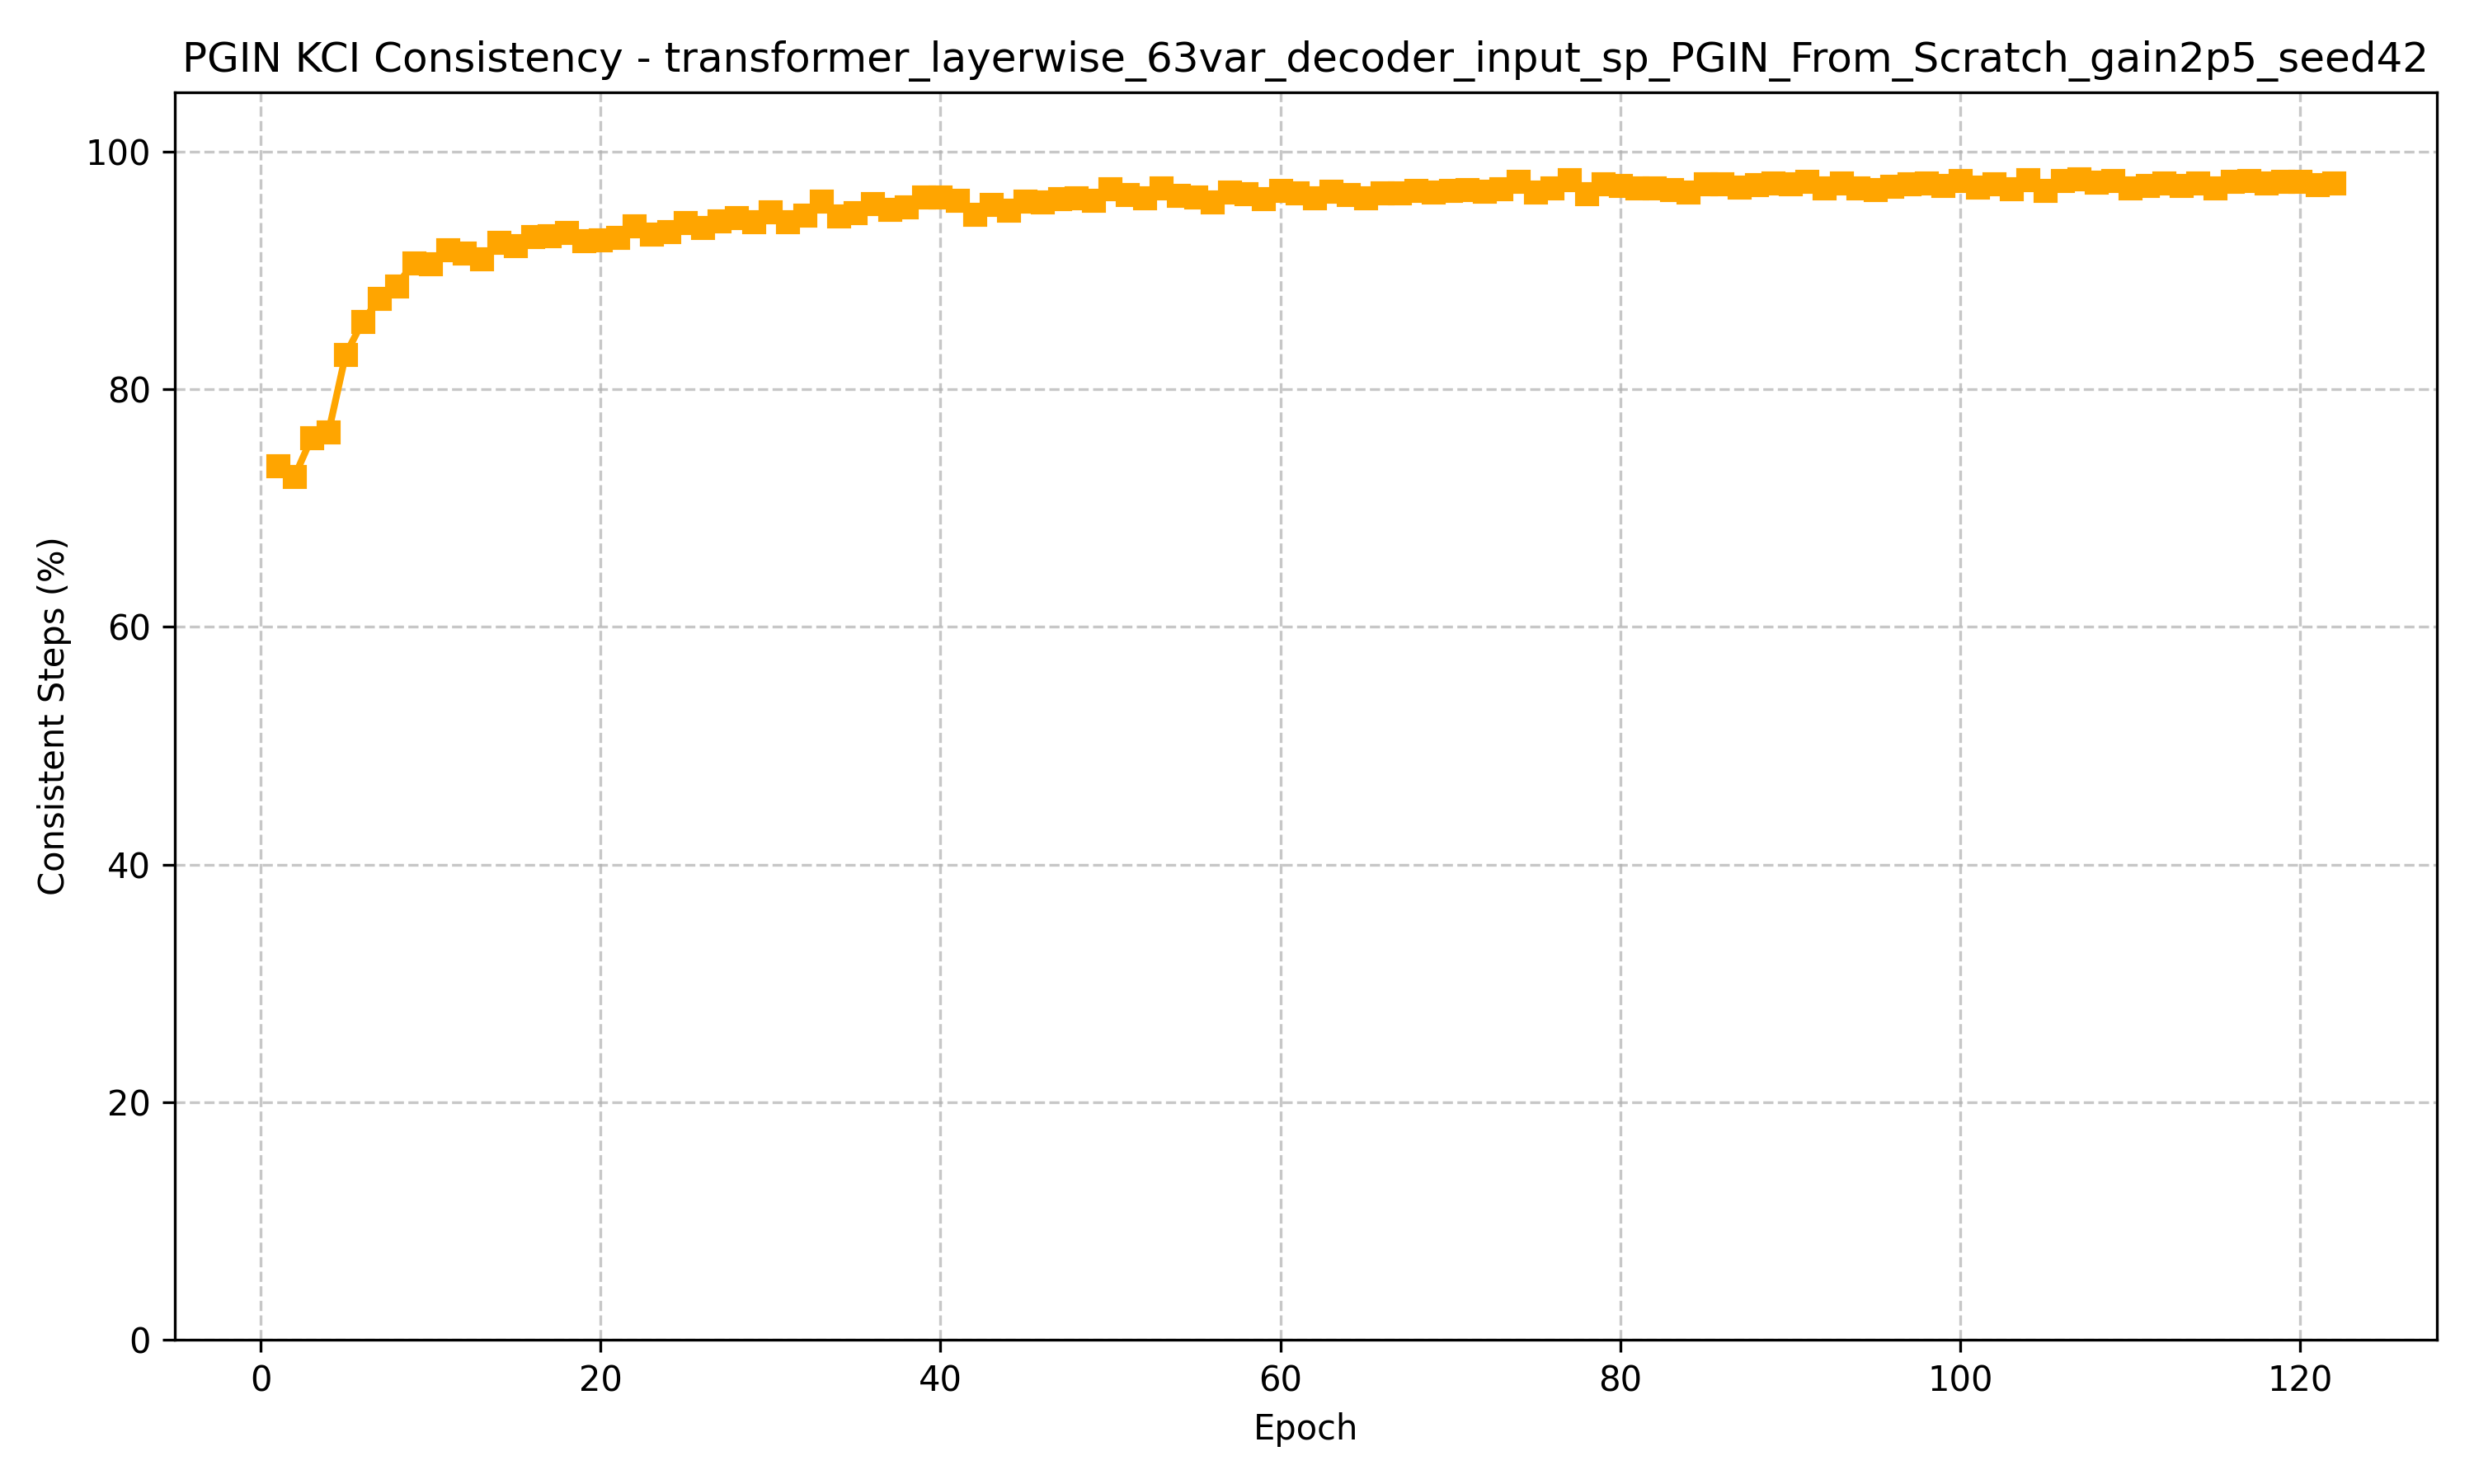 PGIN KCI Consistency - transformer_layerwise_63var_decoder_input_sp_PGIN_From_Scratch_gain2p5_seed42
Consistent Steps (%)
100
80
60
40
20
0
0 20 40 60 80 100 120
Epoch